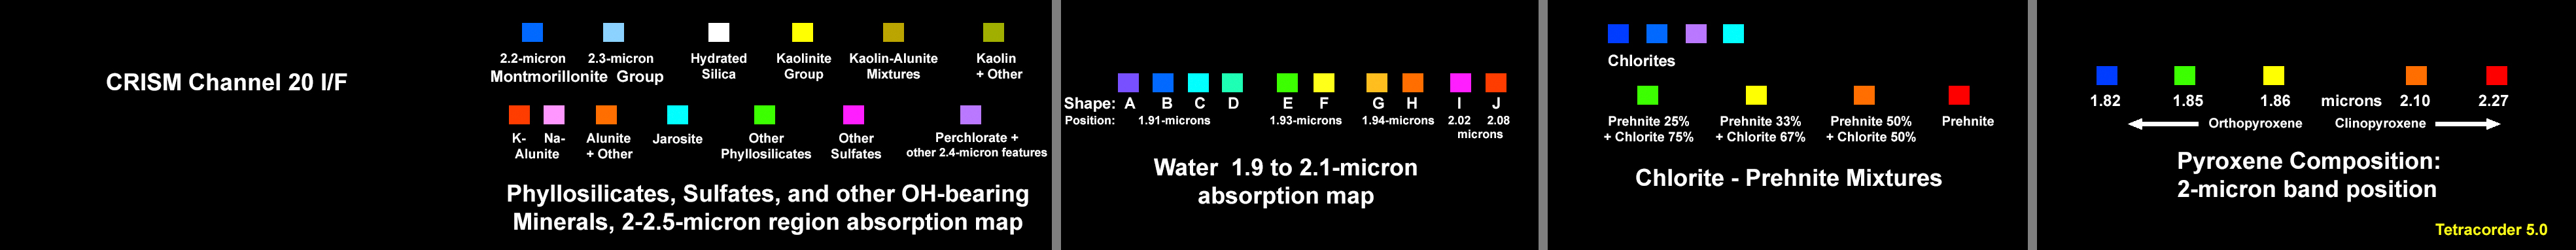 CRISM Channel 20 I/F
2.2-micron 2.3-micron
Montmorillonite Group
Hydrated
Silica
Kaolinite
Group
Kaolin-Alunite
Mixtures
Kaolin
+ Other
K- Na-
Alunite
Alunite
+ Other
Jarosite
Other
Phyllosilicates
Other
Sulfates
Perchlorate +
other 2.4-micron features
Phyllosilicates, Sulfates, and other OH-bearing
Minerals, 2-2.5-micron region absorption map
Shape: A B C D E F G H I J
Position: 1.91-microns 1.93-microns 1.94-microns 2.02 2.08
microns
Water 1.9 to 2.1-micron
absorption map
Chlorites
Prehnite 25%
+ Chlorite 75%
Prehnite 33%
+ Chlorite 67%
Prehnite 50%
+ Chlorite 50%
Prehnite
Chlorite - Prehnite Mixtures
1.82 1.85 1.86 microns 2.10 2.27
Orthopyroxene Clinopyroxene
Pyroxene Composition:
2-micron band position
Tetracorder 5.0